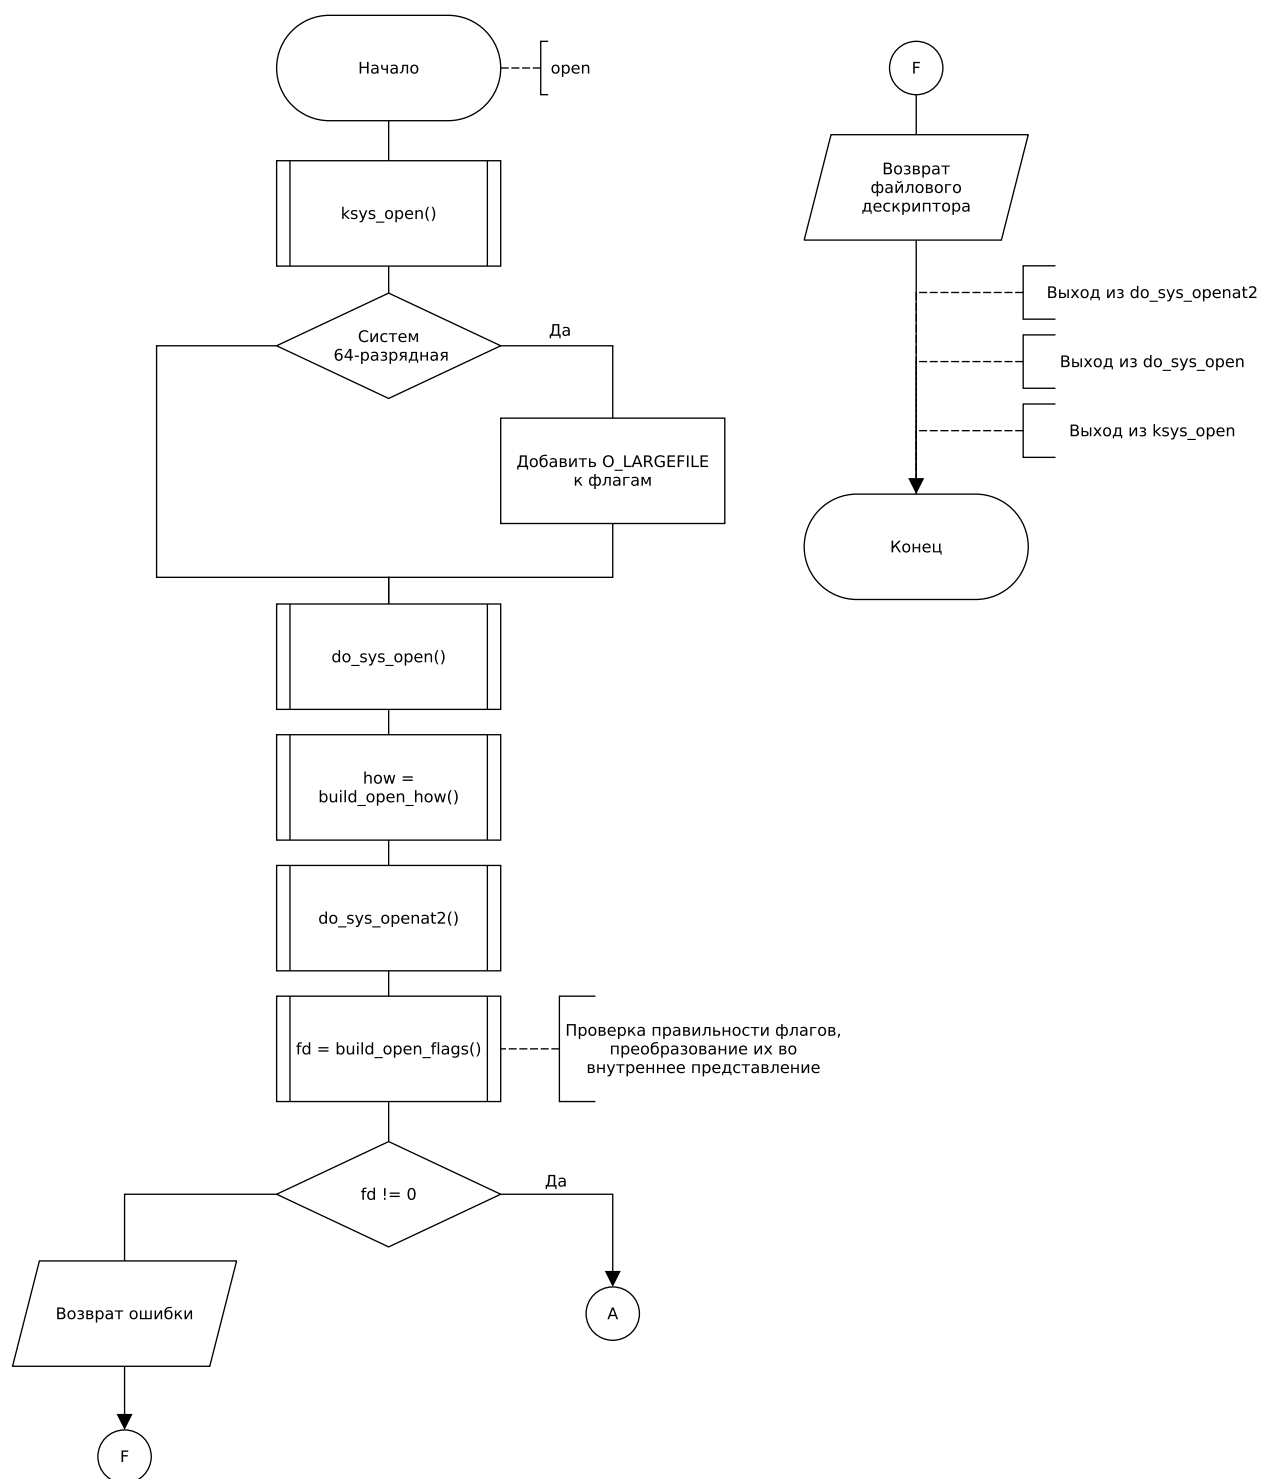 Начало
open
ksys_open()
Систем
64-разрядная
Да
Добавить O_LARGEFILE
к флагам
do_sys_open()
how =
build_open_how()
do_sys_openat2()
fd = build_open_flags()
Проверка правильности флагов,
преобразование их во
внутреннее представление
fd != 0
Да
Возврат ошибки
A
F
F
Возврат
файлового
дескриптора
Выход из do_sys_openat2
Выход из do_sys_open
Выход из ksys_open
Конец